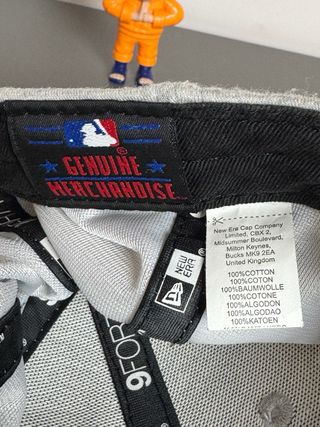 GENUINE
MERCHANDISE
New Era Cap Company
Limited, CBX 2,
Midsummer Boulevard,
Milton Keynes,
Bucks MK9 2EA
United Kingdom
100%COTTON
100%COTON
100%BAUMWOLLE
100%COTONE
100%ALGODON
100%ALGODAO
100%KATOEN
NEW ERA
9FOR